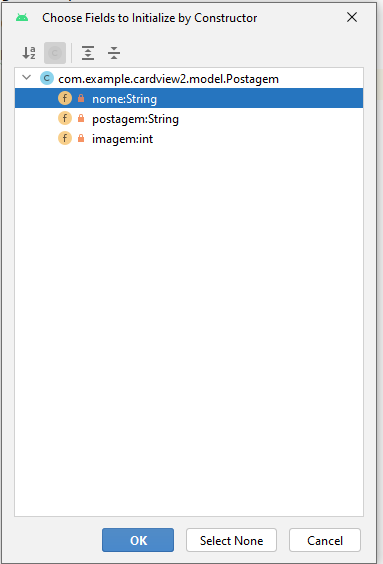 Choose Fields to Initialize by Constructor
com.example.cardview2.model.Postagem
nome:String
postagem:String
imagem:int
OK
Select None
Cancel